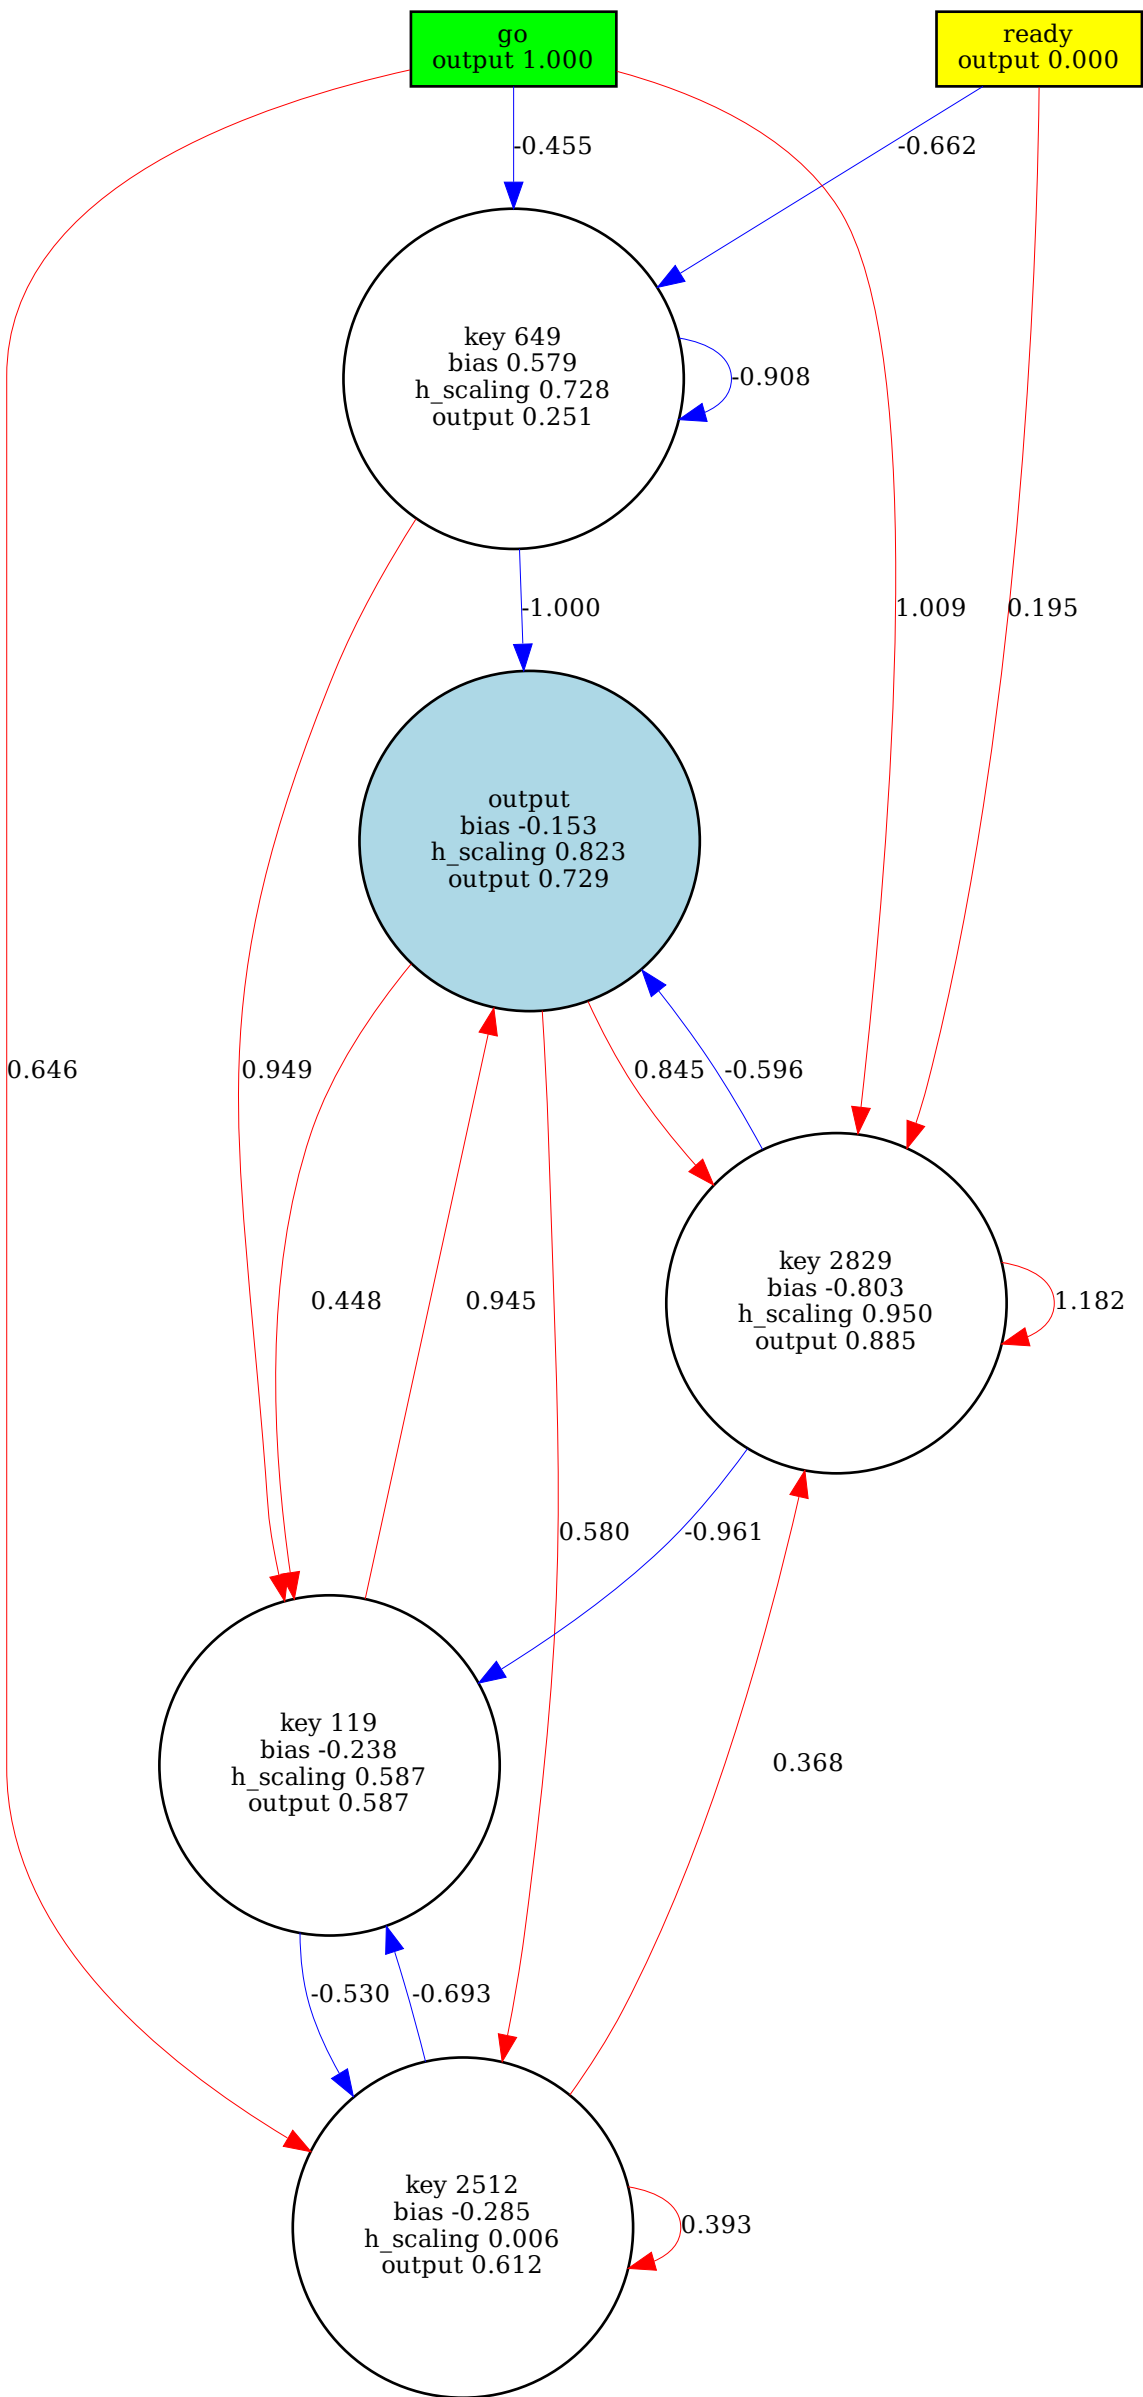 go
output 1.000
ready
output 0.000
-0.455
-0.662
key 649
bias 0.579
h_scaling 0.728
output 0.251
-0.908
-1.000
1.009
0.195
output
bias -0.153
h_scaling 0.823
output 0.729
0.646
0.949
0.845
-0.596
0.448
0.945
key 2829
bias -0.803
h_scaling 0.950
output 0.885
1.182
0.580
-0.961
key 119
bias -0.238
h_scaling 0.587
output 0.587
0.368
-0.530
-0.693
key 2512
bias -0.285
h_scaling 0.006
output 0.612
0.393